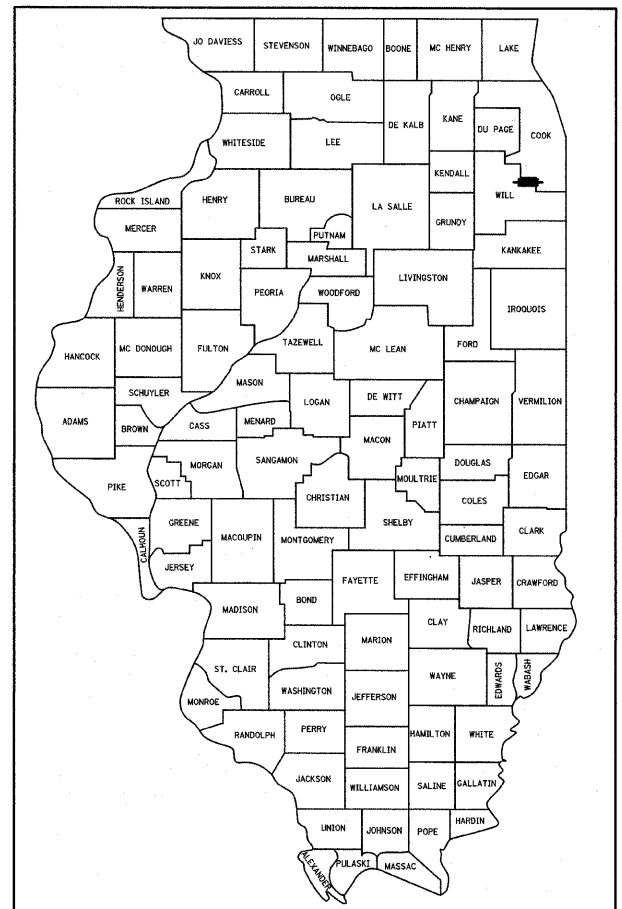 JO DAVIESS
STEVENSON
WINNEBAGO
BOONE
MC HENRY
LAKE
CARROLL
OGLE
DE KALB
KANE
DU PAGE
COOK
WHITESIDE
LEE
KENDALL
WILL
ROCK ISLAND
HENRY
BUREAU
LA SALLE
GRUNDY
MERCER
PUTNAM
STARK
MARSHALL
KANKAKEE
HENDERSON
WARREN
KNOX
PEORIA
WOODFORD
LIVINGSTON
IROQUOIS
HANCOCK
MC DONOUGH
FULTON
TAZEWELL
MC LEAN
FORD
SCHUYLER
MASON
LOGAN
DE WITT
CHAMPAIGN
VERMILION
ADAMS
BROWN
CASS
MENARD
MACON
PIATT
PIKE
SCOTT
MORGAN
SANGAMON
CHRISTIAN
MOULTRIE
DOUGLAS
EDGAR
COLES
CALHOUN
GREENE
MACOUPIN
MONTGOMERY
SHELBY
CUMBERLAND
CLARK
JERSEY
FAYETTE
EFFINGHAM
JASPER
CRAWFORD
MADISON
BOND
CLAY
RICHLAND
LAWRENCE
CLINTON
MARION
ST. CLAIR
WAYNE
EDWARDS
WABASH
MONROE
WASHINGTON
JEFFERSON
RANDOLPH
PERRY
HAMILTON
WHITE
FRANKLIN
JACKSON
WILLIAMSON
SALINE
GALLATIN
UNION
JOHNSON
POPE
HARDIN
ALEXANDER
PULASKI
MASSAC